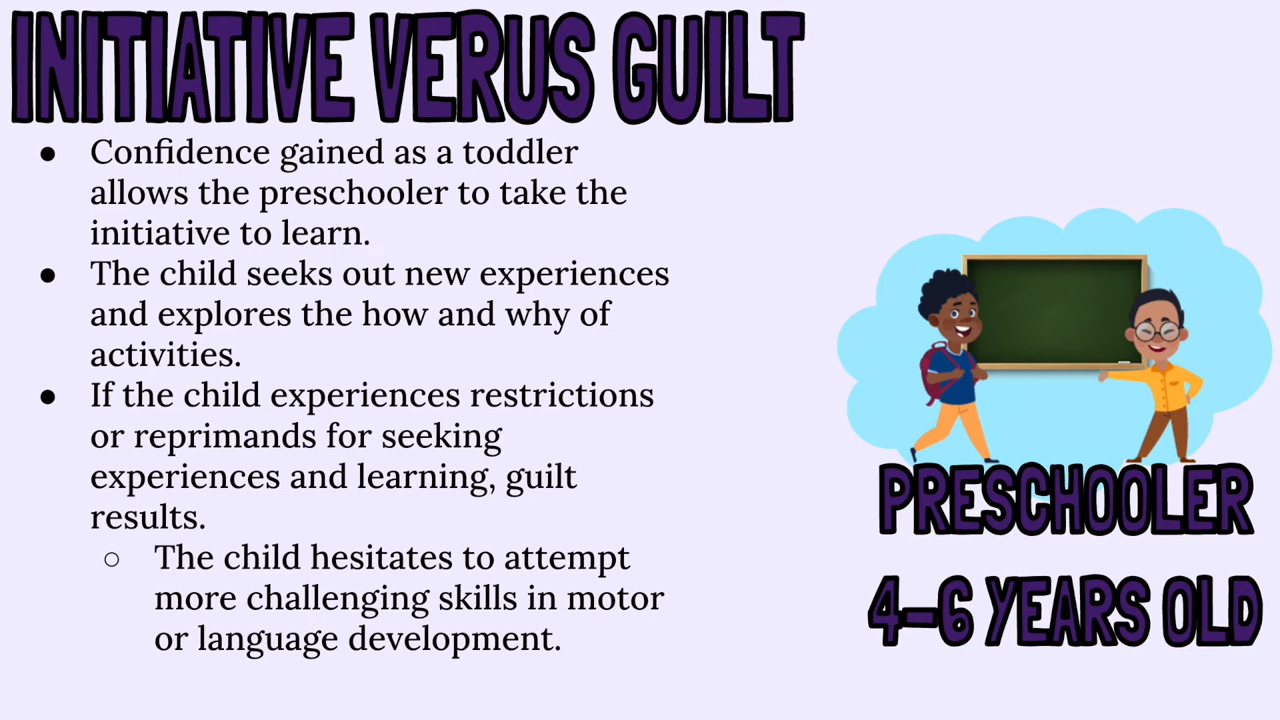 INITIATIVE VERUS GUILT
● Confidence gained as a toddler
allows the preschooler to take the
initiative to learn.
● The child seeks out new experiences
and explores the how and why of
activities.
● If the child experiences restrictions
or reprimands for seeking
experiences and learning, guilt
results.
○ The child hesitates to attempt
more challenging skills in motor
or language development.
PRESCHOOLER
4-6 YEARS OLD